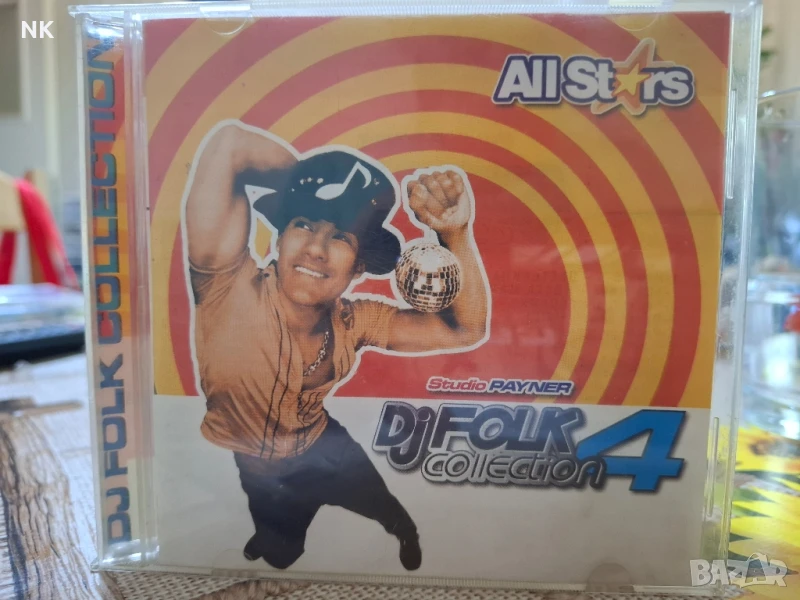 NK
DJ FOLK COLLECTION
All Stars
Studio PAYNER
Dj FOLK
COllECTiON 4
BAZAR